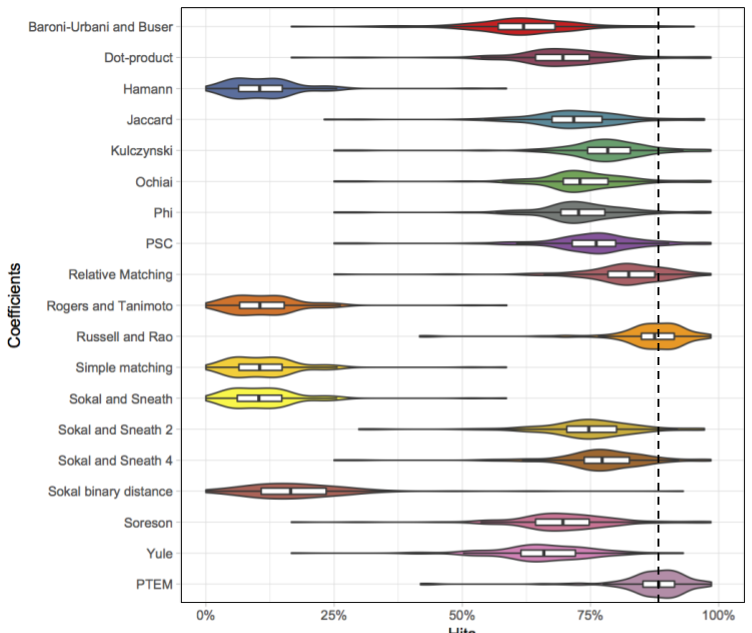 Baroni-Urbani and Buser
Dot-product
Hamann
Jaccard
Kulczynski
Ochiai
Phi
PSC
Relative Matching
Rogers and Tanimoto
Russell and Rao
Simple matching
Sokal and Sneath
Sokal and Sneath 2
Sokal and Sneath 4
Sokal binary distance
Soreson
Yule
PTEM
Coefficients
0% 25% 50% 75% 100%
Hits